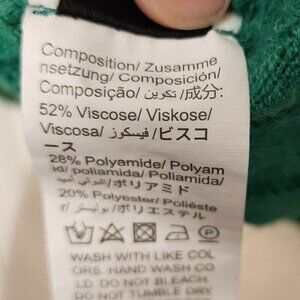 Composition/ Zusamme
nsetzung/ Composición/
Composição/ تكوين /成分:
52% Viscose/ Viskose/
Viscosa/ فيسكوز /ビスコ
ース
28% Polyamide/ Polyam
id/ poliamida/ Poliamida/
/ポリアミド
20% Polyester/ Polieste
r/ بوليستر /ポリエステル
WASH WITH LIKE COL
ORS. HAND WASH CO
LD. DO NOT BLEACH.
DO NOT TUMBLE DRY